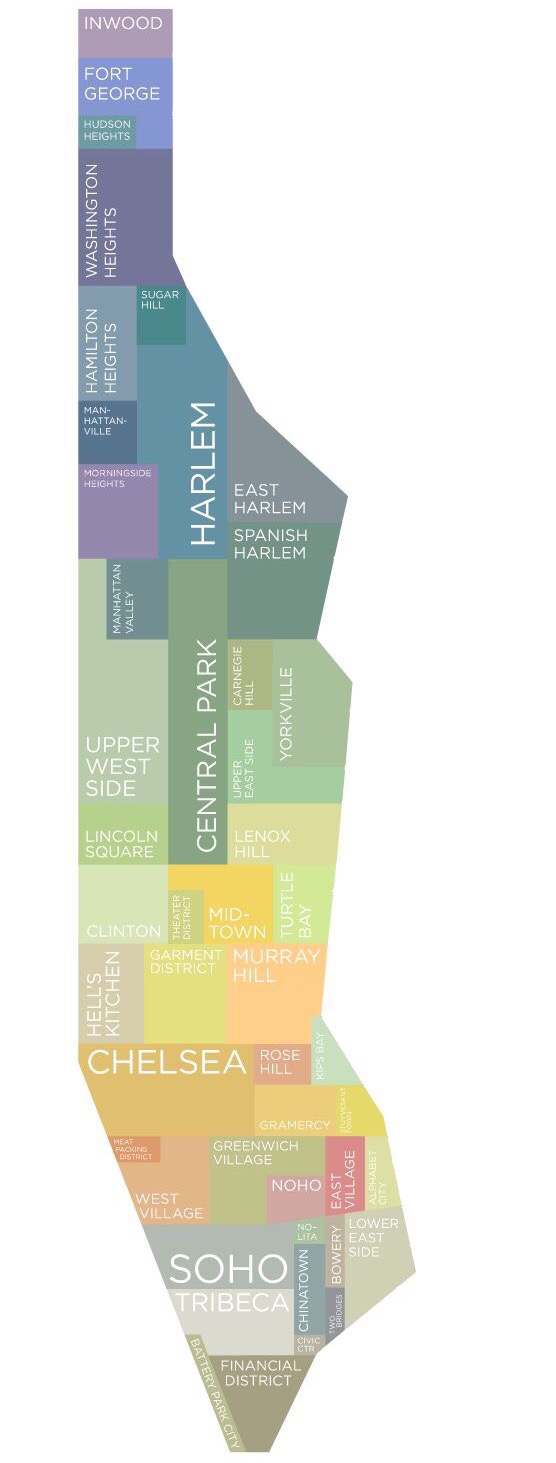 INWOOD
FORT
GEORGE
HUDSON
HEIGHTS
WASHINGTON
HEIGHTS
SUGAR
HILL
HAMILTON
HEIGHTS
MAN-
HATTAN-
VILLE
HARLEM
MORNINGSIDE
HEIGHTS
EAST
HARLEM
SPANISH
HARLEM
MANHATTAN
VALLEY
CENTRAL PARK
CARNEGIE
HILL
YORKVILLE
UPPER
WEST
SIDE
UPPER
EAST SIDE
LINCOLN
SQUARE
LENOX
HILL
CLINTON
THEATER
DISTRICT
MID-
TOWN
TURTLE
BAY
HELL'S
KITCHEN
GARMENT
DISTRICT
MURRAY
HILL
CHELSEA
ROSE
HILL
KIPS BAY
GRAMERCY
STUYVESANT
TOWN
MEAT
PACKING
DISTRICT
GREENWICH
VILLAGE
WEST
VILLAGE
NOHO
EAST
VILLAGE
ALPHABET
CITY
SOHO
NO-
LITA
BOWERY
LOWER
EAST
SIDE
CHINATOWN
TRIBECA
TWO
BRIDGES
CIVIC
CTR
BATTERY PARK CITY
FINANCIAL
DISTRICT